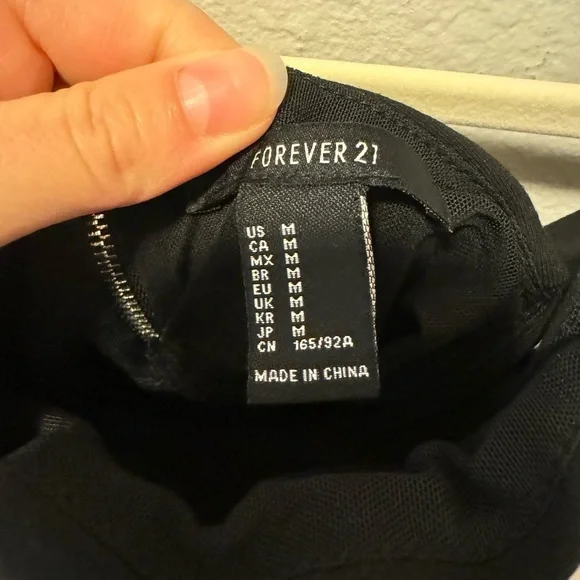 FOREVER 21
US M
CA M
MX M
BR M
EU M
UK M
KR M
JP M
CN 165/92A
MADE IN CHINA